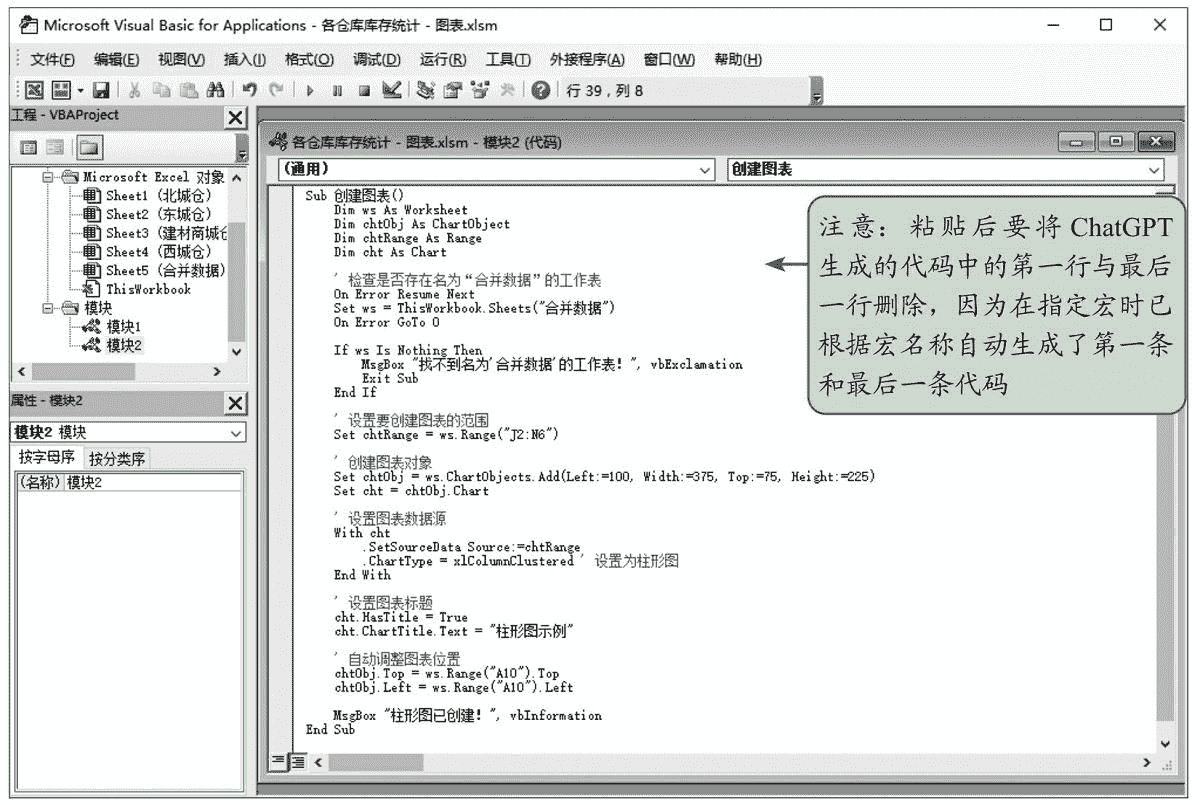 Microsoft Visual Basic for Applications - 各仓库库存统计 - 图表.xlsm
文件(F) 编辑(E) 视图(V) 插入(I) 格式(O) 调试(D) 运行(R) 工具(T) 外接程序(A) 窗口(W) 帮助(H)
行 39，列 8
工程 - VBAProject
Microsoft Excel 对象
Sheet1 (北城仓)
Sheet2 (东城仓)
Sheet3 (建材商城仓
Sheet4 (西城仓)
Sheet5 (合并数据)
ThisWorkbook
模块
模块1
模块2
属性 - 模块2
模块2 模块
按字母序 按分类序
(名称) 模块2
各仓库库存统计 - 图表.xlsm - 模块2 (代码)
(通用) 创建图表
Sub 创建图表()
Dim ws As Worksheet
Dim chtObj As ChartObject
Dim chtRange As Range
Dim cht As Chart
' 检查是否存在名为“合并数据”的工作表
On Error Resume Next
Set ws = ThisWorkbook.Sheets("合并数据")
On Error GoTo 0
If ws Is Nothing Then
MsgBox "找不到名为'合并数据'的工作表！", vbExclamation
Exit Sub
End If
' 设置要创建图表的范围
Set chtRange = ws.Range("J2:N6")
' 创建图表对象
Set chtObj = ws.ChartObjects.Add(Left:=100, Width:=375, Top:=75, Height:=225)
Set cht = chtObj.Chart
' 设置图表数据源
With cht
.SetSourceData Source:=chtRange
.ChartType = xlColumnClustered ' 设置为柱形图
End With
' 设置图表标题
cht.HasTitle = True
cht.ChartTitle.Text = "柱形图示例"
' 自动调整图表位置
chtObj.Top = ws.Range("A10").Top
chtObj.Left = ws.Range("A10").Left
MsgBox "柱形图已创建！", vbInformation
End Sub
注意：粘贴后要将 ChatGPT
生成的代码中的第一行与最后
一行删除，因为在指定宏时已
根据宏名称自动生成了第一条
和最后一条代码